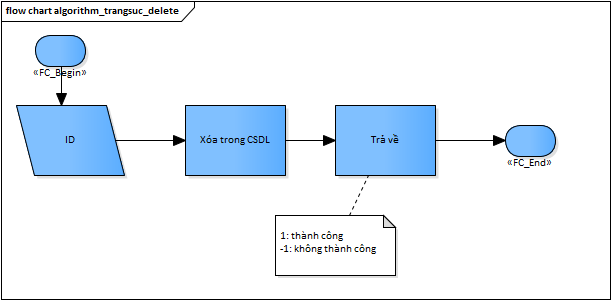 flow chart algorithm_trangsuc_delete
«FC_Begin»
ID
Xóa trong CSDL
Trả về
«FC_End»
1: thành công
-1: không thành công